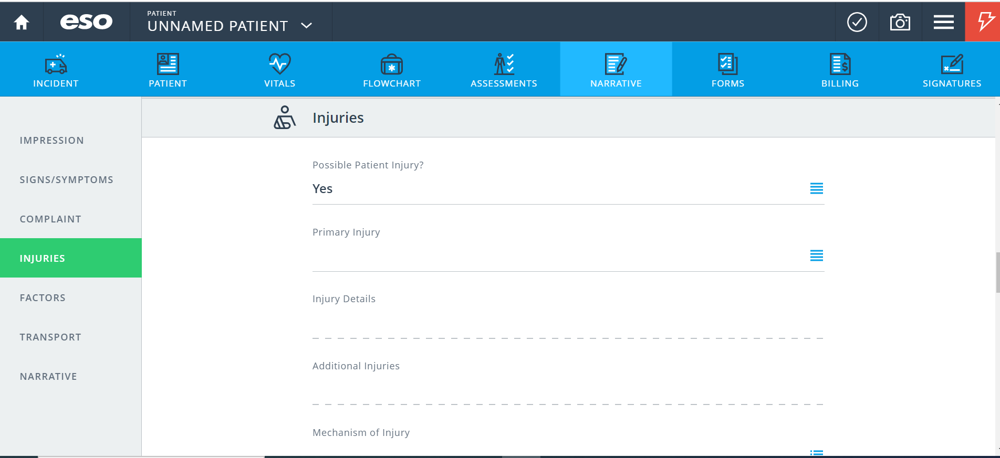 eso
PATIENT
UNNAMED PATIENT
INCIDENT
PATIENT
VITALS
FLOWCHART
ASSESSMENTS
NARRATIVE
FORMS
BILLING
SIGNATURES
IMPRESSION
SIGNS/SYMPTOMS
COMPLAINT
INJURIES
FACTORS
TRANSPORT
NARRATIVE
Injuries
Possible Patient Injury?
Yes
Primary Injury
Injury Details
Additional Injuries
Mechanism of Injury